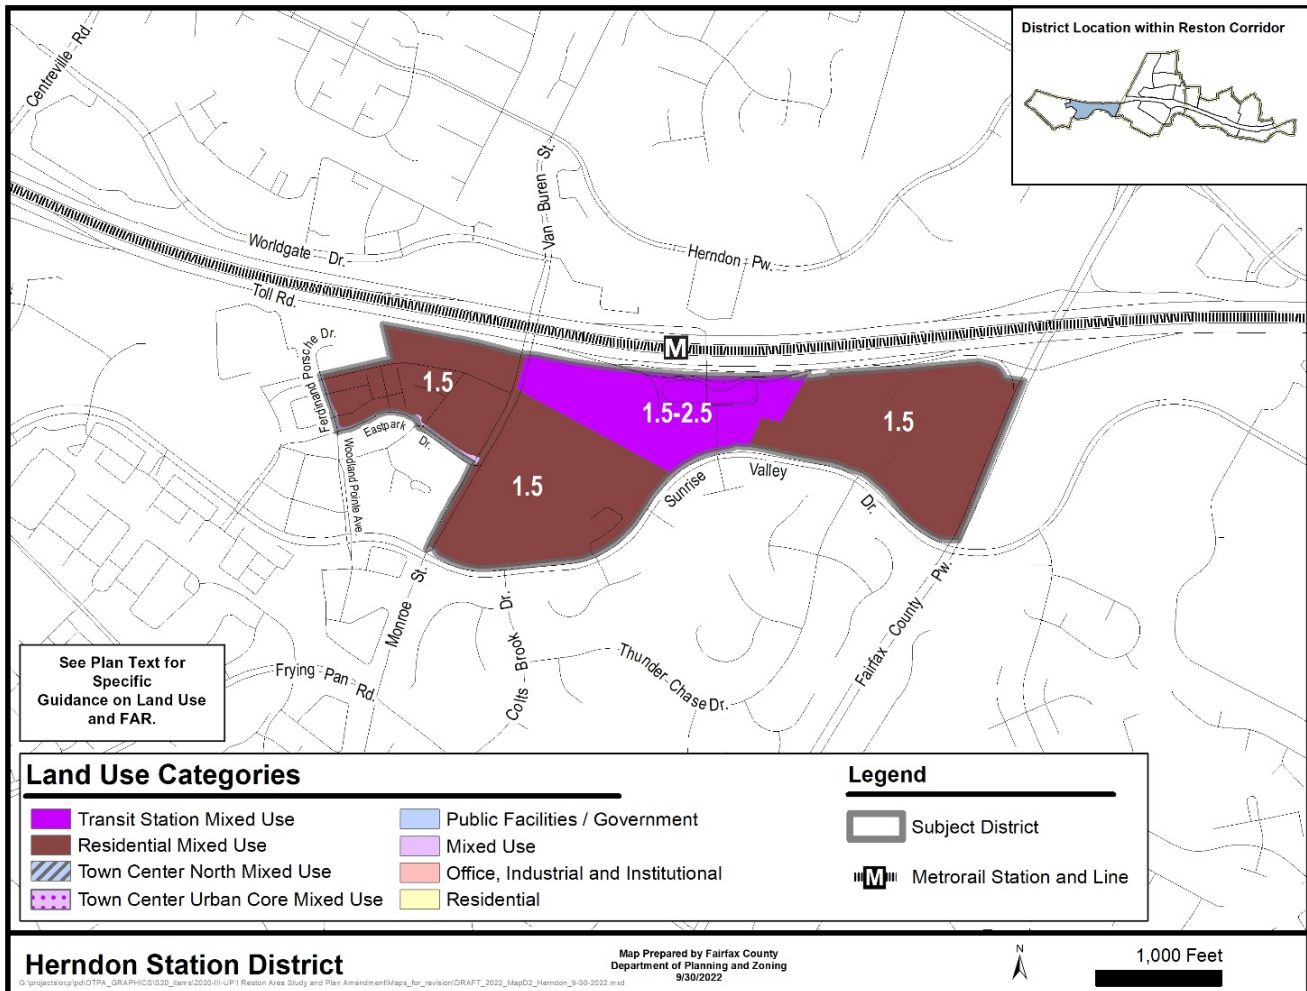 District Location within Reston Corridor
Centreville Rd.
Van Buren St.
Worldgate Dr.
Herndon Pw.
Toll Rd.
M
Ferdinand Porsche Dr.
1.5
1.5-2.5
1.5
Eastpark Dr.
Woodland Pointe Ave.
1.5
Sunrise Valley Dr.
Monroe St.
Colts Brook Dr.
Fairfax County Pw.
Thunder Chase Dr.
Frying Pan Rd.
See Plan Text for
Specific
Guidance on Land Use
and FAR.
Land Use Categories
Transit Station Mixed Use
Residential Mixed Use
Town Center North Mixed Use
Town Center Urban Core Mixed Use
Public Facilities / Government
Mixed Use
Office, Industrial and Institutional
Residential
Legend
Subject District
M
Metrorail Station and Line
Herndon Station District
Map Prepared by Fairfax County
Department of Planning and Zoning
9/30/2022
N
1,000 Feet